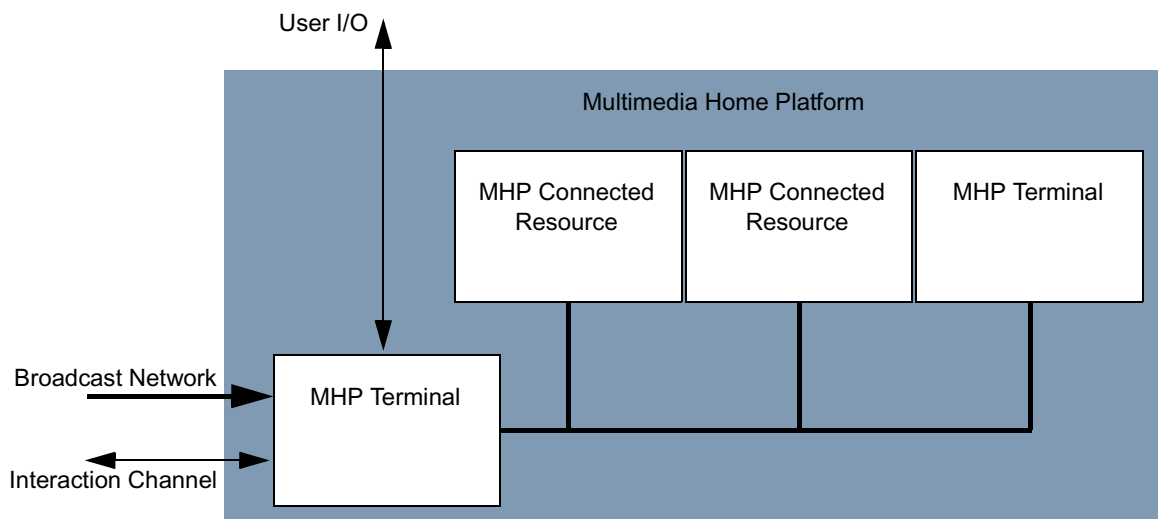 User I/O
Multimedia Home Platform
MHP Connected
Resource
MHP Connected
Resource
MHP Terminal
Broadcast Network
MHP Terminal
Interaction Channel